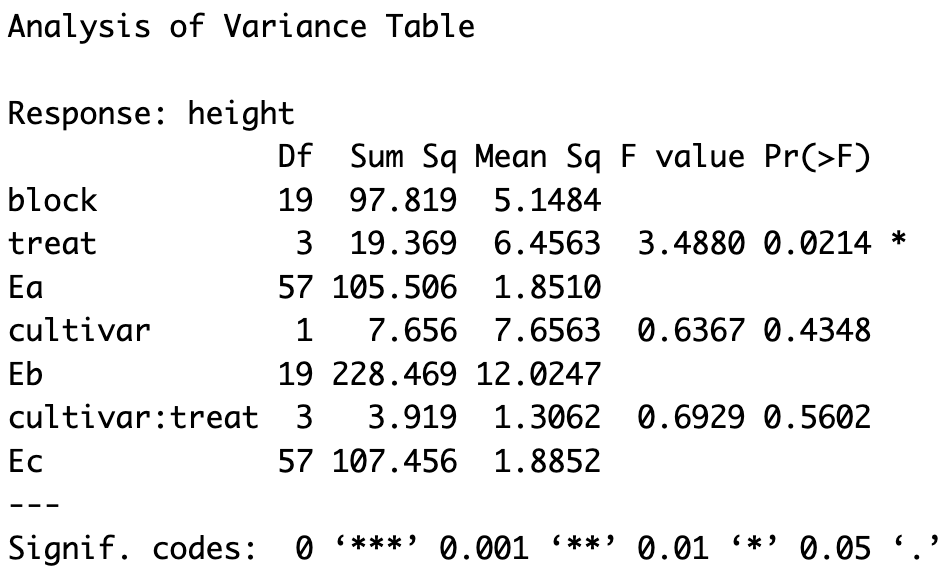 Analysis of Variance Table
Response: height
Df Sum Sq Mean Sq F value Pr(>F)
block 19 97.819 5.1484
treat 3 19.369 6.4563 3.4880 0.0214 *
Ea 57 105.506 1.8510
cultivar 1 7.656 7.6563 0.6367 0.4348
Eb 19 228.469 12.0247
cultivar:treat 3 3.919 1.3062 0.6929 0.5602
Ec 57 107.456 1.8852
---
Signif. codes: 0 ‘***’ 0.001 ‘**’ 0.01 ‘*’ 0.05 ‘.’